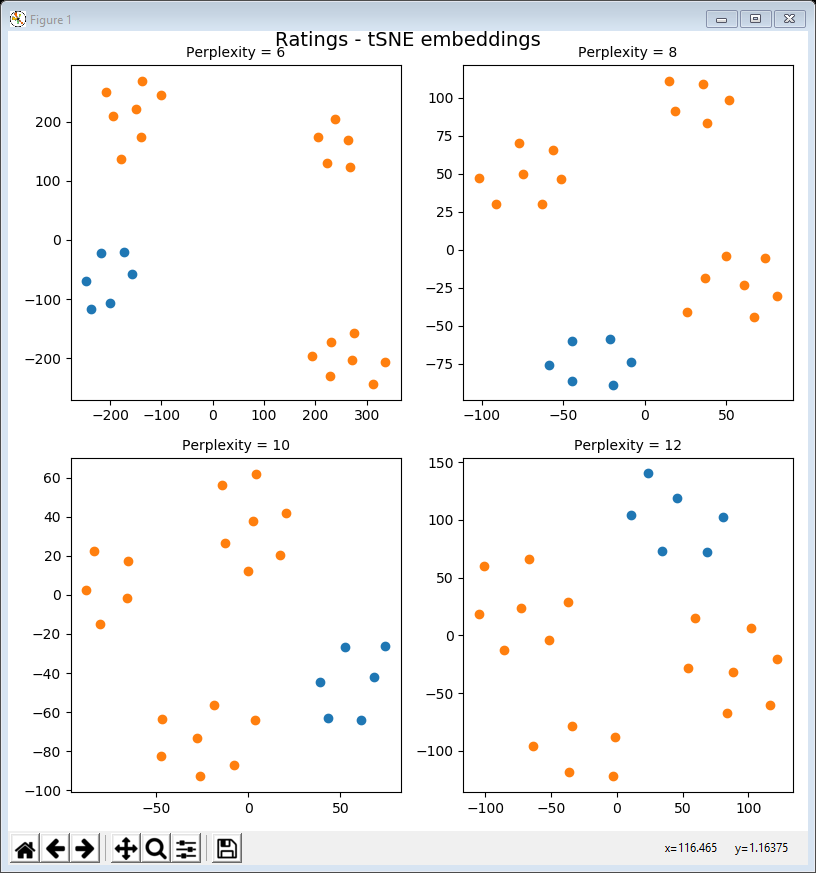 Figure 1
Ratings - tSNE embeddings
Perplexity = 6
200
100
0
−100
−200
−200 −100 0 100 200 300
Perplexity = 8
100
75
50
25
0
−25
−50
−75
−100 −50 0 50
Perplexity = 10
60
40
20
0
−20
−40
−60
−80
−100
−50 0 50
Perplexity = 12
150
100
50
0
−50
−100
−100 −50 0 50 100
x=116.465 y=1.16375